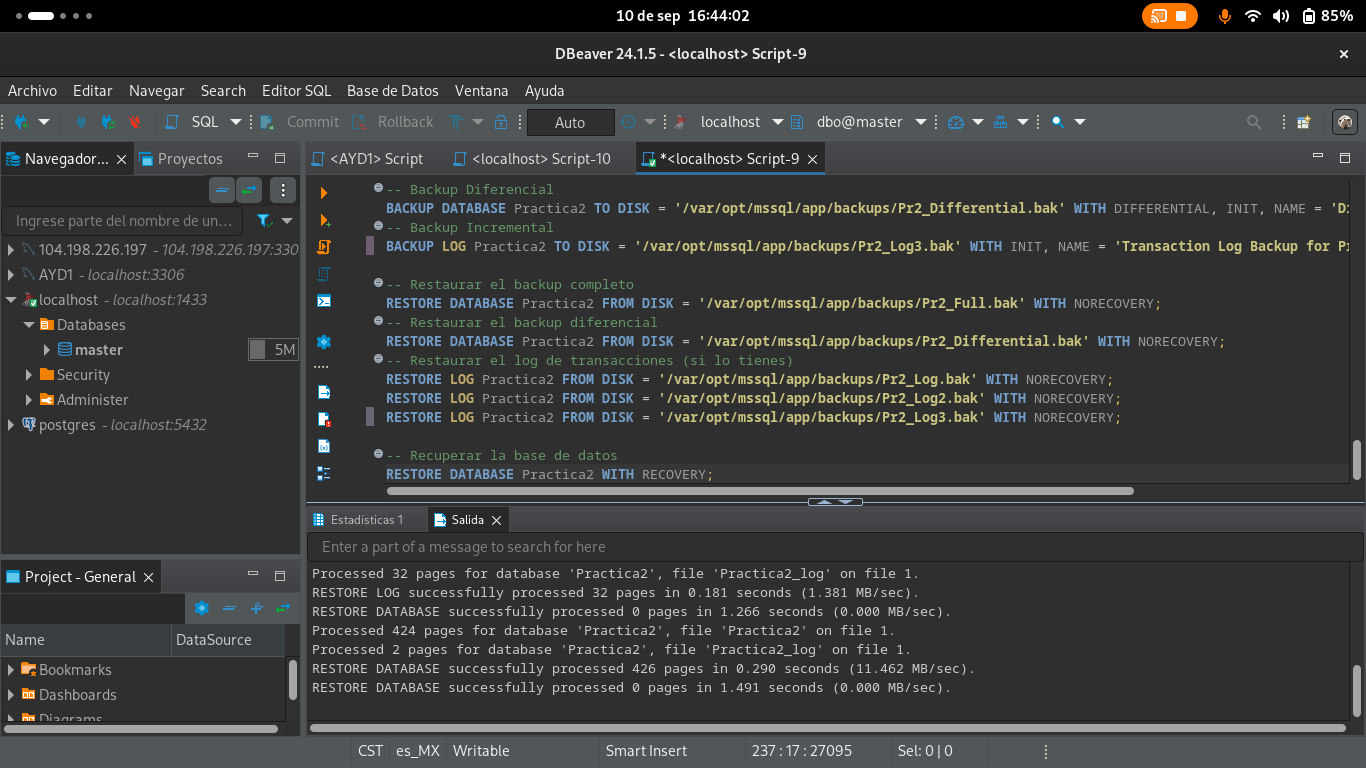 10 de sep 16:44:02
85%
DBeaver 24.1.5 - <localhost> Script-9
Archivo Editar Navegar Search Editor SQL Base de Datos Ventana Ayuda
SQL Commit Rollback Auto localhost dbo@master
Navegador... Proyectos
<AYD1> Script <localhost> Script-10 *<localhost> Script-9
Ingrese parte del nombre de un...
104.198.226.197 - 104.198.226.197:330
AYD1 - localhost:3306
localhost - localhost:1433
Databases
master 5M
Security
Administer
postgres - localhost:5432
-- Backup Diferencial
BACKUP DATABASE Practica2 TO DISK = '/var/opt/mssql/app/backups/Pr2_Differential.bak' WITH DIFFERENTIAL, INIT, NAME = 'Di
-- Backup Incremental
BACKUP LOG Practica2 TO DISK = '/var/opt/mssql/app/backups/Pr2_Log3.bak' WITH INIT, NAME = 'Transaction Log Backup for Pr
-- Restaurar el backup completo
RESTORE DATABASE Practica2 FROM DISK = '/var/opt/mssql/app/backups/Pr2_Full.bak' WITH NORECOVERY;
-- Restaurar el backup diferencial
RESTORE DATABASE Practica2 FROM DISK = '/var/opt/mssql/app/backups/Pr2_Differential.bak' WITH NORECOVERY;
-- Restaurar el log de transacciones (si lo tienes)
RESTORE LOG Practica2 FROM DISK = '/var/opt/mssql/app/backups/Pr2_Log.bak' WITH NORECOVERY;
RESTORE LOG Practica2 FROM DISK = '/var/opt/mssql/app/backups/Pr2_Log2.bak' WITH NORECOVERY;
RESTORE LOG Practica2 FROM DISK = '/var/opt/mssql/app/backups/Pr2_Log3.bak' WITH NORECOVERY;
-- Recuperar la base de datos
RESTORE DATABASE Practica2 WITH RECOVERY;
Estadísticas 1 Salida
Enter a part of a message to search for here
Processed 32 pages for database 'Practica2', file 'Practica2_log' on file 1.
RESTORE LOG successfully processed 32 pages in 0.181 seconds (1.381 MB/sec).
RESTORE DATABASE successfully processed 0 pages in 1.266 seconds (0.000 MB/sec).
Processed 424 pages for database 'Practica2', file 'Practica2' on file 1.
Processed 2 pages for database 'Practica2', file 'Practica2_log' on file 1.
RESTORE DATABASE successfully processed 426 pages in 0.290 seconds (11.462 MB/sec).
RESTORE DATABASE successfully processed 0 pages in 1.491 seconds (0.000 MB/sec).
Project - General
Name DataSource
Bookmarks
Dashboards
Diagrams
CST es_MX Writable Smart Insert 237 : 17 : 27095 Sel: 0 | 0